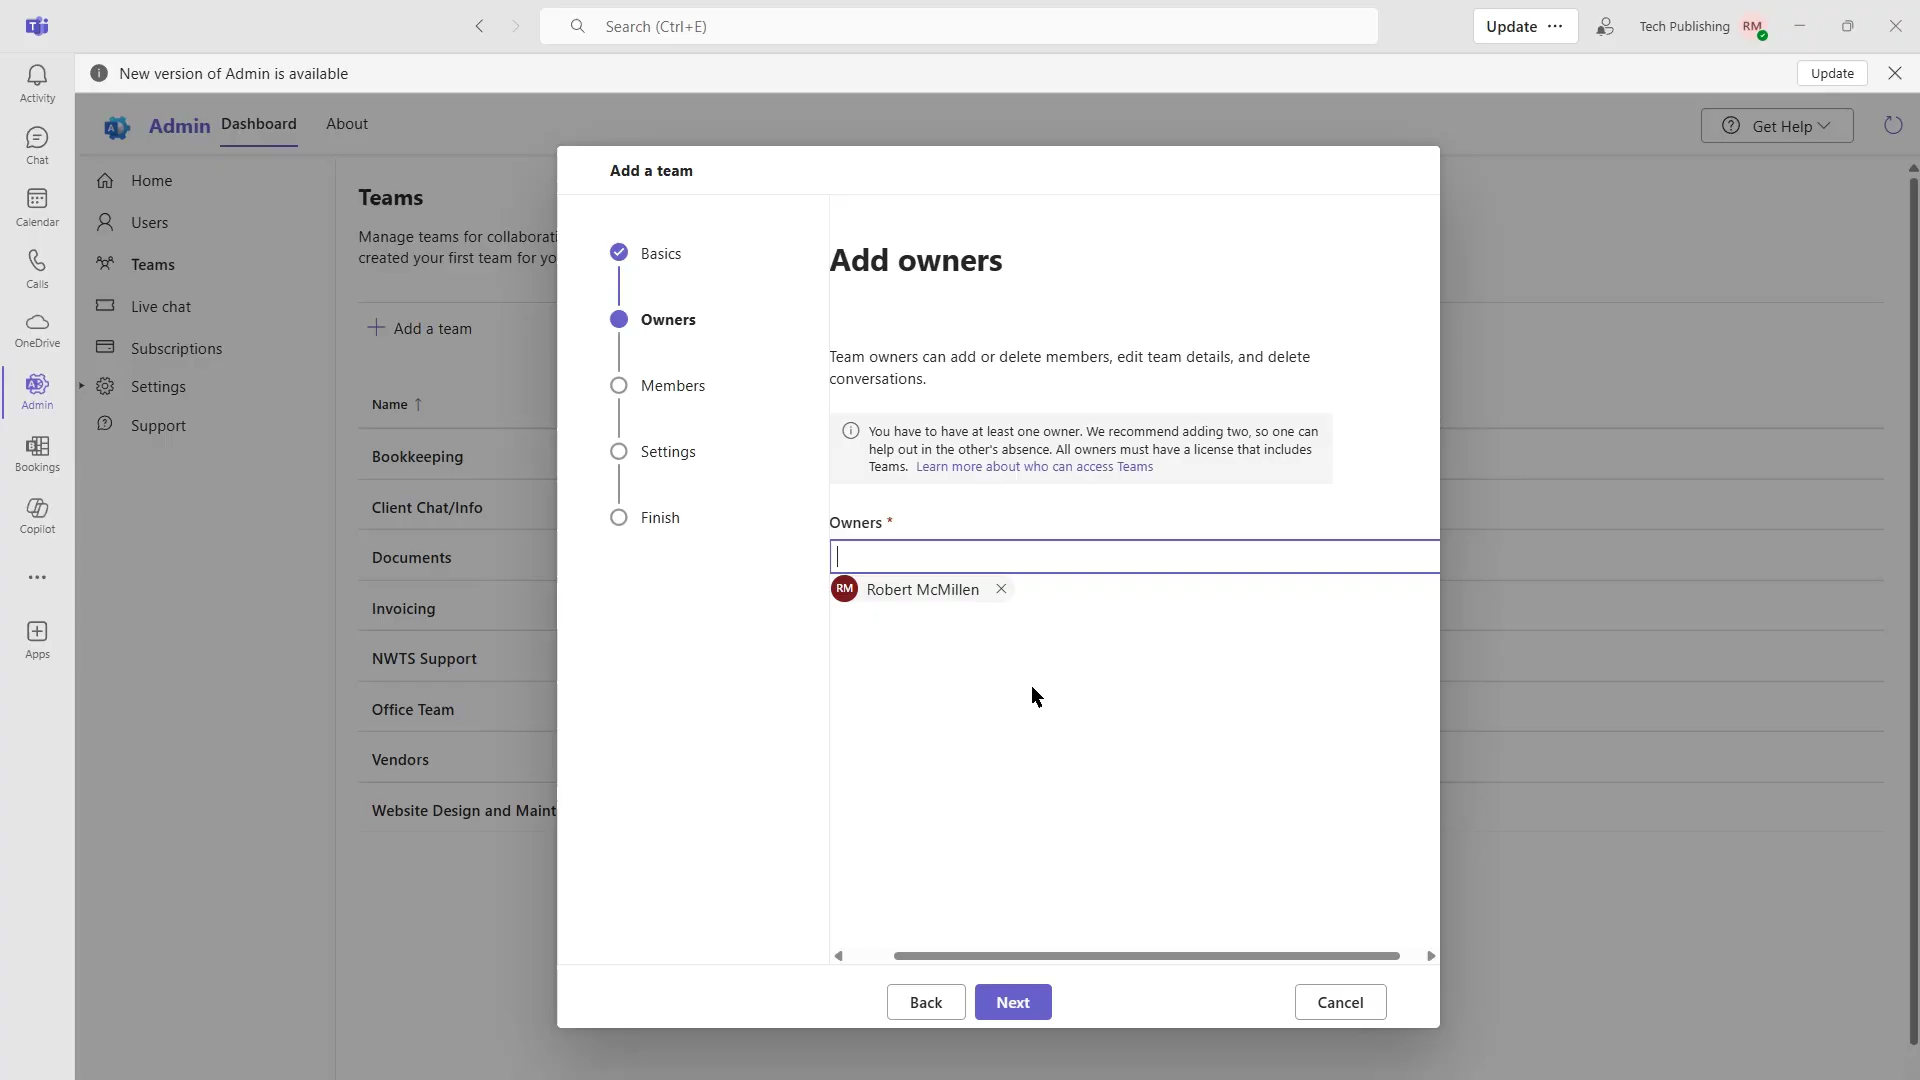 Search (Ctrl+E)
Update
Tech Publishing
RM
New version of Admin is available
Update
Activity
Chat
Calendar
Calls
OneDrive
Admin
Bookings
Copilot
Apps
Admin
Dashboard
About
Get Help
Home
Users
Teams
Live chat
Subscriptions
Settings
Support
Teams
Manage teams for collaborati
created your first team for yo
Add a team
Name ↑
Bookkeeping
Client Chat/Info
Documents
Invoicing
NWTS Support
Office Team
Vendors
Website Design and Maint
Add a team
Basics
Owners
Members
Settings
Finish
Add owners
Team owners can add or delete members, edit team details, and delete
conversations.
You have to have at least one owner. We recommend adding two, so one can
help out in the other's absence. All owners must have a license that includes
Teams. Learn more about who can access Teams
Owners *
RM Robert McMillen
Back
Next
Cancel